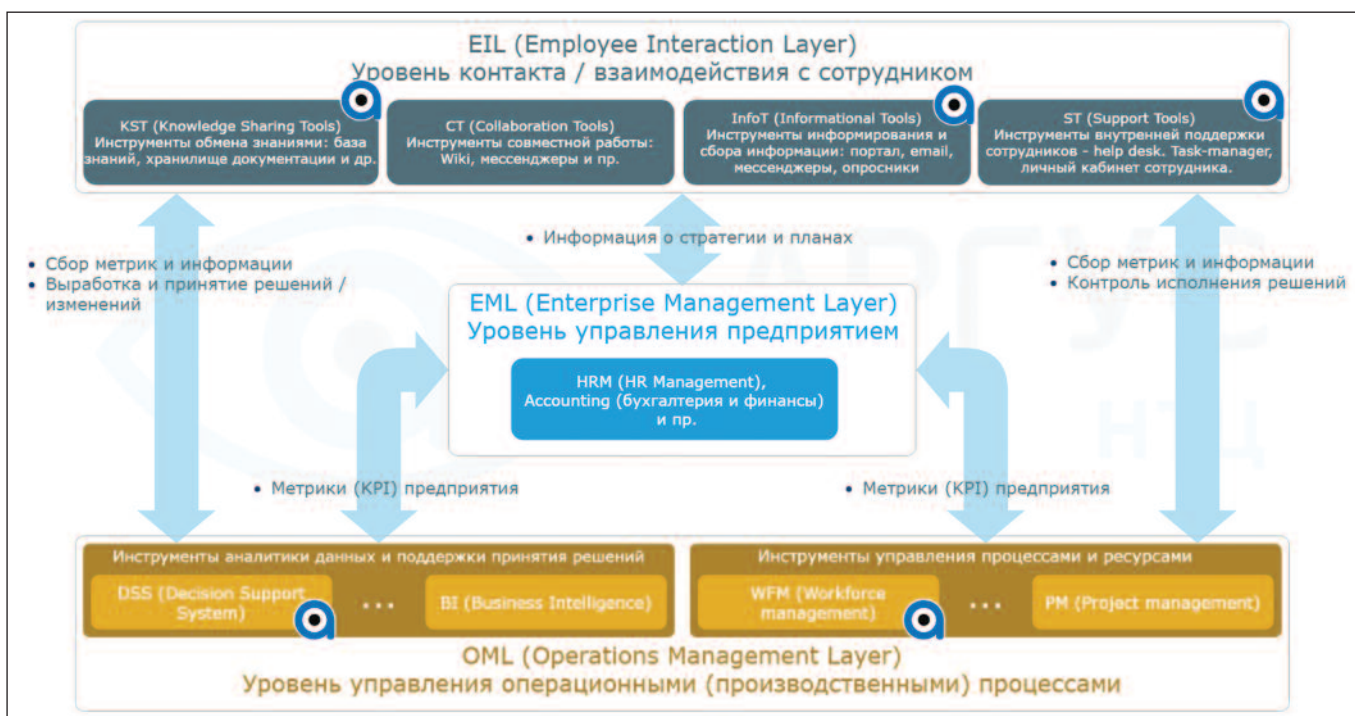 EIL (Employee Interaction Layer)
Уровень контакта / взаимодействия с сотрудником
KST (Knowledge Sharing Tools)
Инструменты обмена знаниями: база
знаний, хранилище документации и др.
CT (Collaboration Tools)
Инструменты совместной работы:
Wiki, мессенджеры и пр.
InfoT (Informational Tools)
Инструменты информирования и
сбора информации: портал, email,
мессенджеры, опросники
ST (Support Tools)
Инструменты внутренней поддержки
сотрудников - help desk. Task-manager,
личный кабинет сотрудника.
• Сбор метрик и информации
• Выработка и принятие решений /
изменений
• Информация о стратегии и планах
• Сбор метрик и информации
• Контроль исполнения решений
EML (Enterprise Management Layer)
Уровень управления предприятием
HRM (HR Management),
Accounting (бухгалтерия и финансы)
и пр.
АРГУС
НТЦ
• Метрики (KPI) предприятия
• Метрики (KPI) предприятия
Инструменты аналитики данных и поддержки принятия решений
DSS (Decision Support
System)
...
BI (Business Intelligence)
Инструменты управления процессами и ресурсами
WFM (Workforce
management)
...
PM (Project management)
OML (Operations Management Layer)
Уровень управления операционными (производственными) процессами